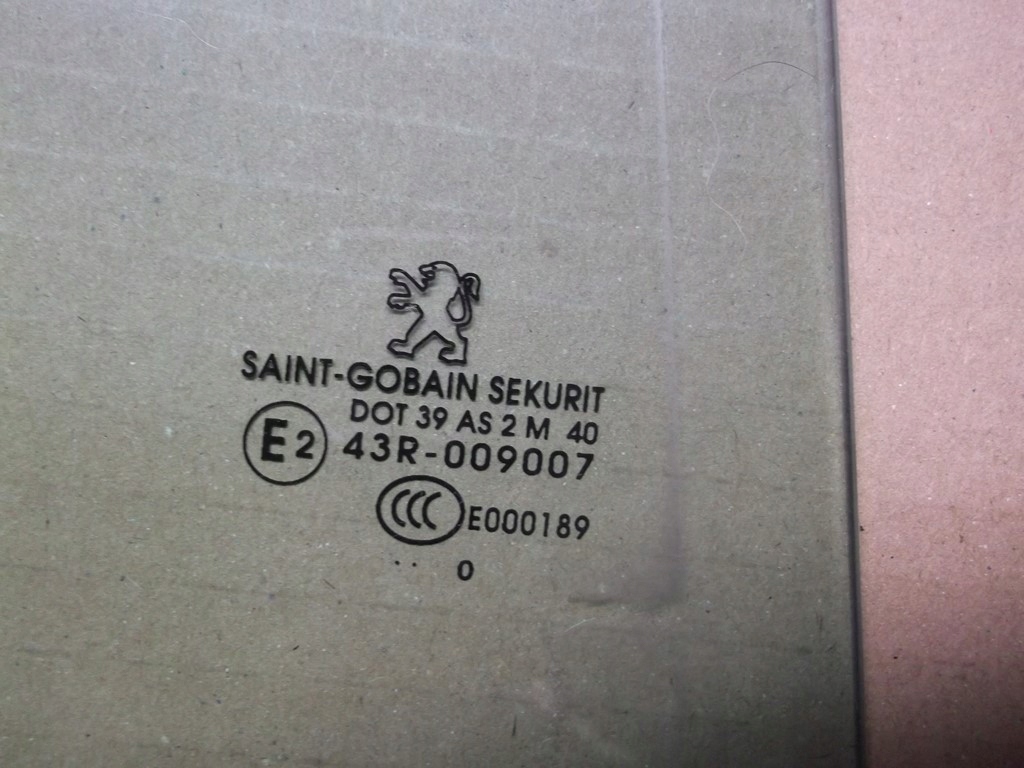 SAINT-GOBAIN SEKURIT
DOT 39 AS 2 M 40
E2 43R-009007
CCC E000189
.. 0